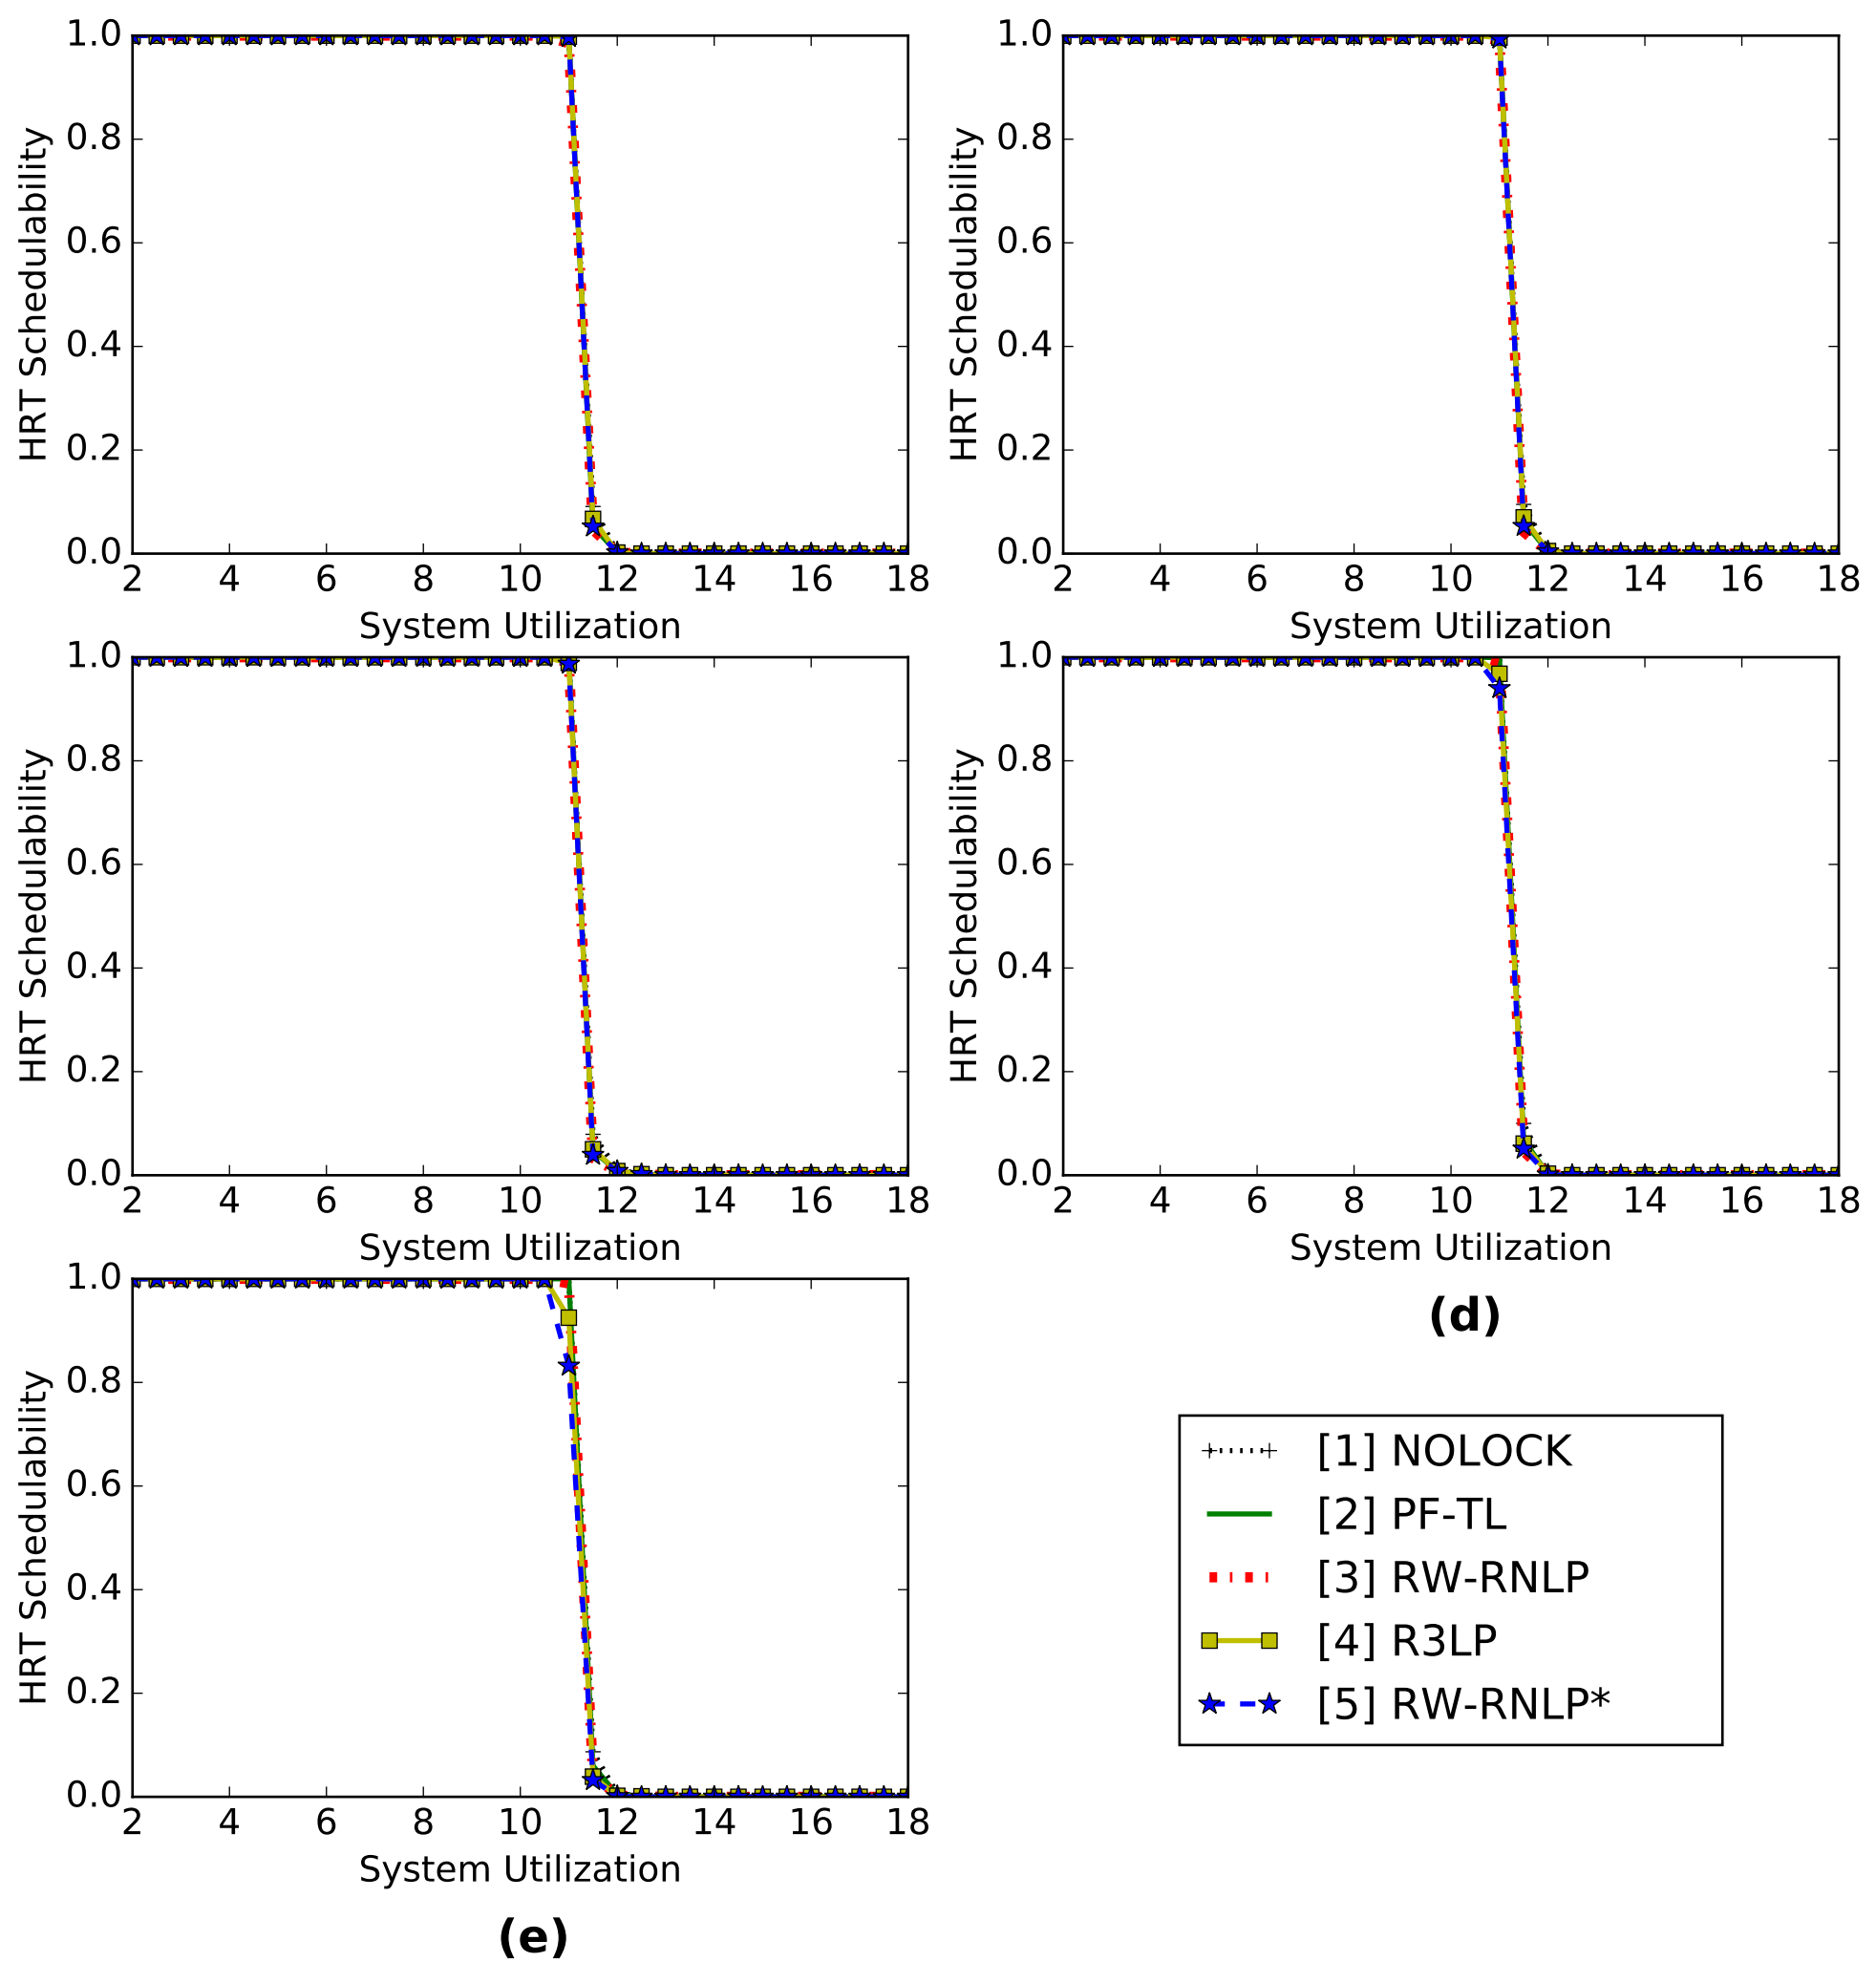 1.0
0.8
0.6
0.4
0.2
0.0
HRT Schedulability
2 4 6 8 10 12 14 16 18
System Utilization
1.0
0.8
0.6
0.4
0.2
0.0
HRT Schedulability
2 4 6 8 10 12 14 16 18
System Utilization
1.0
0.8
0.6
0.4
0.2
0.0
HRT Schedulability
2 4 6 8 10 12 14 16 18
System Utilization
1.0
0.8
0.6
0.4
0.2
0.0
HRT Schedulability
2 4 6 8 10 12 14 16 18
System Utilization
(d)
1.0
0.8
0.6
0.4
0.2
0.0
HRT Schedulability
2 4 6 8 10 12 14 16 18
System Utilization
(e)
[1] NOLOCK
[2] PF-TL
[3] RW-RNLP
[4] R3LP
[5] RW-RNLP*